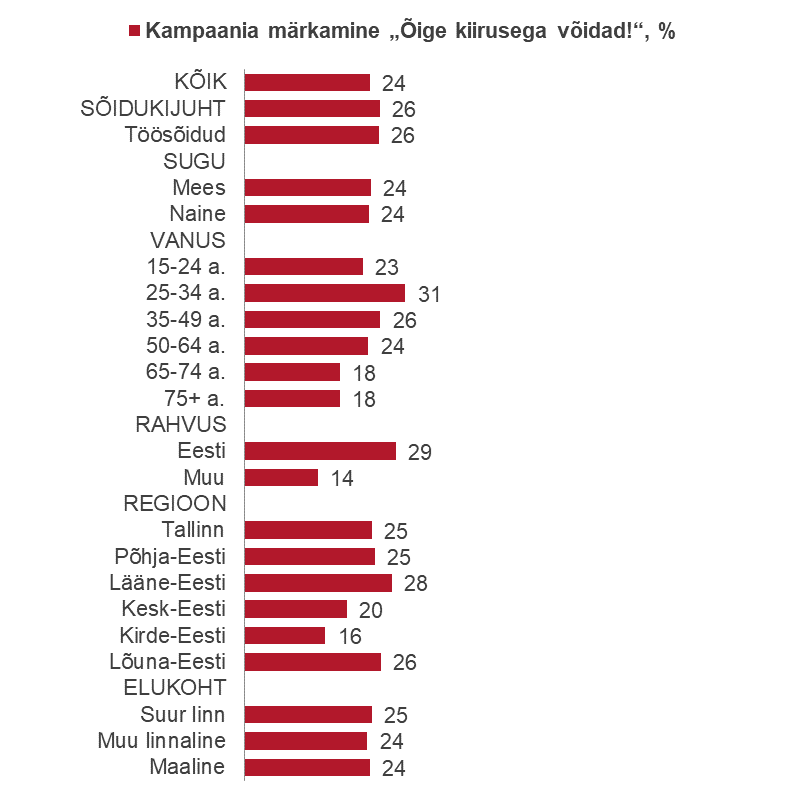 Kampaania märkamine „Õige kiirusega võidad!“, %
KÕIK 24
SÕIDUKIJUHT 26
Töösõidud 26
SUGU
Mees 24
Naine 24
VANUS
15-24 a. 23
25-34 a. 31
35-49 a. 26
50-64 a. 24
65-74 a. 18
75+ a. 18
RAHVUS
Eesti 29
Muu 14
REGIOON
Tallinn 25
Põhja-Eesti 25
Lääne-Eesti 28
Kesk-Eesti 20
Kirde-Eesti 16
Lõuna-Eesti 26
ELUKOHT
Suur linn 25
Muu linnaline 24
Maaline 24